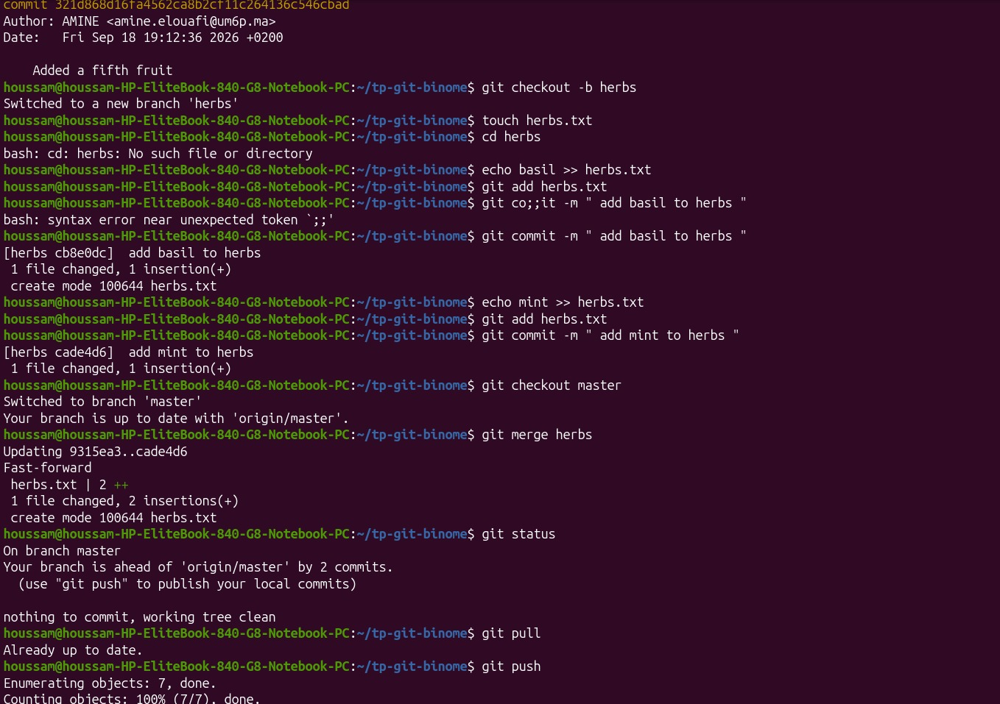 commit 321d868d16fa4562ca8b2cf11c264136c546cbad
Author: AMINE <amine.elouafi@um6p.ma>
Date:   Fri Sep 18 19:12:36 2026 +0200

    Added a fifth fruit
houssam@houssam-HP-EliteBook-840-G8-Notebook-PC:~/tp-git-binome$ git checkout -b herbs
Switched to a new branch 'herbs'
houssam@houssam-HP-EliteBook-840-G8-Notebook-PC:~/tp-git-binome$ touch herbs.txt
houssam@houssam-HP-EliteBook-840-G8-Notebook-PC:~/tp-git-binome$ cd herbs
bash: cd: herbs: No such file or directory
houssam@houssam-HP-EliteBook-840-G8-Notebook-PC:~/tp-git-binome$ echo basil >> herbs.txt
houssam@houssam-HP-EliteBook-840-G8-Notebook-PC:~/tp-git-binome$ git add herbs.txt
houssam@houssam-HP-EliteBook-840-G8-Notebook-PC:~/tp-git-binome$ git co;;it -m " add basil to herbs "
bash: syntax error near unexpected token `;;'
houssam@houssam-HP-EliteBook-840-G8-Notebook-PC:~/tp-git-binome$ git commit -m " add basil to herbs "
[herbs cb8e0dc]  add basil to herbs
 1 file changed, 1 insertion(+)
 create mode 100644 herbs.txt
houssam@houssam-HP-EliteBook-840-G8-Notebook-PC:~/tp-git-binome$ echo mint >> herbs.txt
houssam@houssam-HP-EliteBook-840-G8-Notebook-PC:~/tp-git-binome$ git add herbs.txt
houssam@houssam-HP-EliteBook-840-G8-Notebook-PC:~/tp-git-binome$ git commit -m " add mint to herbs "
[herbs cade4d6]  add mint to herbs
 1 file changed, 1 insertion(+)
houssam@houssam-HP-EliteBook-840-G8-Notebook-PC:~/tp-git-binome$ git checkout master
Switched to branch 'master'
Your branch is up to date with 'origin/master'.
houssam@houssam-HP-EliteBook-840-G8-Notebook-PC:~/tp-git-binome$ git merge herbs
Updating 9315ea3..cade4d6
Fast-forward
 herbs.txt | 2 ++
 1 file changed, 2 insertions(+)
 create mode 100644 herbs.txt
houssam@houssam-HP-EliteBook-840-G8-Notebook-PC:~/tp-git-binome$ git status
On branch master
Your branch is ahead of 'origin/master' by 2 commits.
  (use "git push" to publish your local commits)

nothing to commit, working tree clean
houssam@houssam-HP-EliteBook-840-G8-Notebook-PC:~/tp-git-binome$ git pull
Already up to date.
houssam@houssam-HP-EliteBook-840-G8-Notebook-PC:~/tp-git-binome$ git push
Enumerating objects: 7, done.
Counting objects: 100% (7/7), done.